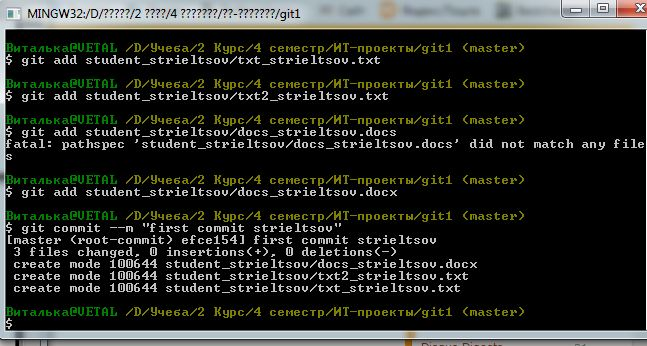 MINGW32:/D/?????/2 ????/4 ???????/??-???????/git1
Виталька@VETAL /D/Учеба/2 Курс/4 семестр/ИТ-проекты/git1 (master)
$ git add student_strieltsov/txt_strieltsov.txt
Виталька@VETAL /D/Учеба/2 Курс/4 семестр/ИТ-проекты/git1 (master)
$ git add student_strieltsov/txt2_strieltsov.txt
Виталька@VETAL /D/Учеба/2 Курс/4 семестр/ИТ-проекты/git1 (master)
$ git add student_strieltsov/docs_strieltsov.docs
fatal: pathspec 'student_strieltsov/docs_strieltsov.docs' did not match any file
s
Виталька@VETAL /D/Учеба/2 Курс/4 семестр/ИТ-проекты/git1 (master)
$ git add student_strieltsov/docs_strieltsov.docx
Виталька@VETAL /D/Учеба/2 Курс/4 семестр/ИТ-проекты/git1 (master)
$ git commit --m "first commit strieltsov"
[master (root-commit) efce154] first commit strieltsov
3 files changed, 0 insertions(+), 0 deletions(-)
create mode 100644 student_strieltsov/docs_strieltsov.docx
create mode 100644 student_strieltsov/txt2_strieltsov.txt
create mode 100644 student_strieltsov/txt_strieltsov.txt
Виталька@VETAL /D/Учеба/2 Курс/4 семестр/ИТ-проекты/git1 (master)
$